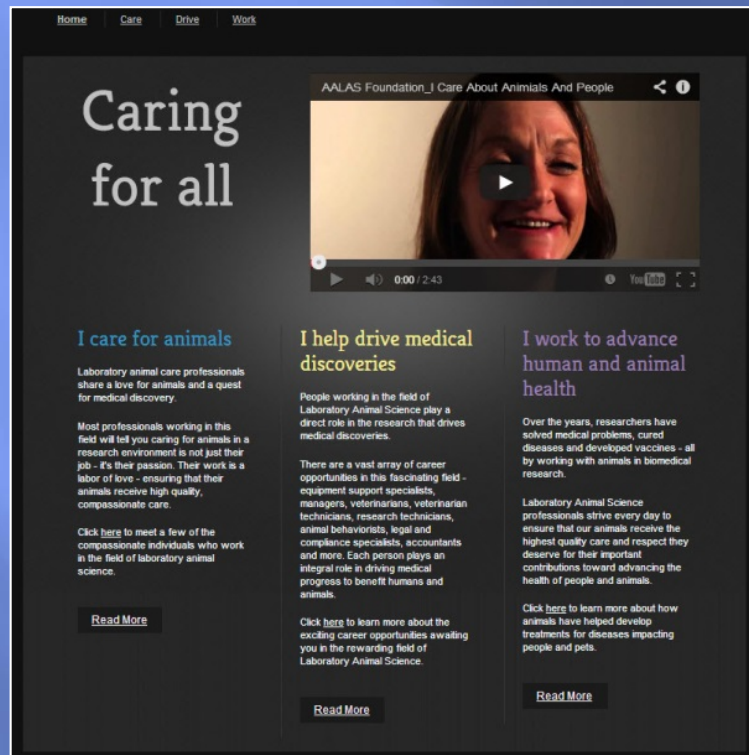 Home Care Drive Work
Caring
for all
AALAS Foundation_I Care About Animials And People
0:00 / 2:43
YouTube
I care for animals
Laboratory animal care professionals
share a love for animals and a quest
for medical discovery.
Most professionals working in this
field will tell you caring for animals in a
research environment is not just their
job - it's their passion. Their work is a
labor of love - ensuring that their
animals receive high quality,
compassionate care.
Click here to meet a few of the
compassionate individuals who work
in the field of laboratory animal
science.
Read More
I help drive medical
discoveries
People working in the field of
Laboratory Animal Science play a
direct role in the research that drives
medical discoveries.
There are a vast array of career
opportunities in this fascinating field -
equipment support specialists,
managers, veterinarians, veterinarian
technicians, research technicians,
animal behaviorists, legal and
compliance specialists, accountants
and more. Each person plays an
integral role in driving medical
progress to benefit humans and
animals.
Click here to learn more about the
exciting career opportunities awaiting
you in the rewarding field of
Laboratory Animal Science.
Read More
I work to advance
human and animal
health
Over the years, researchers have
solved medical problems, cured
diseases and developed vaccines - all
by working with animals in biomedical
research.
Laboratory Animal Science
professionals strive every day to
ensure that our animals receive the
highest quality care and respect they
deserve for their important
contributions toward advancing the
health of people and animals.
Click here to learn more about how
animals have helped develop
treatments for diseases impacting
people and pets.
Read More